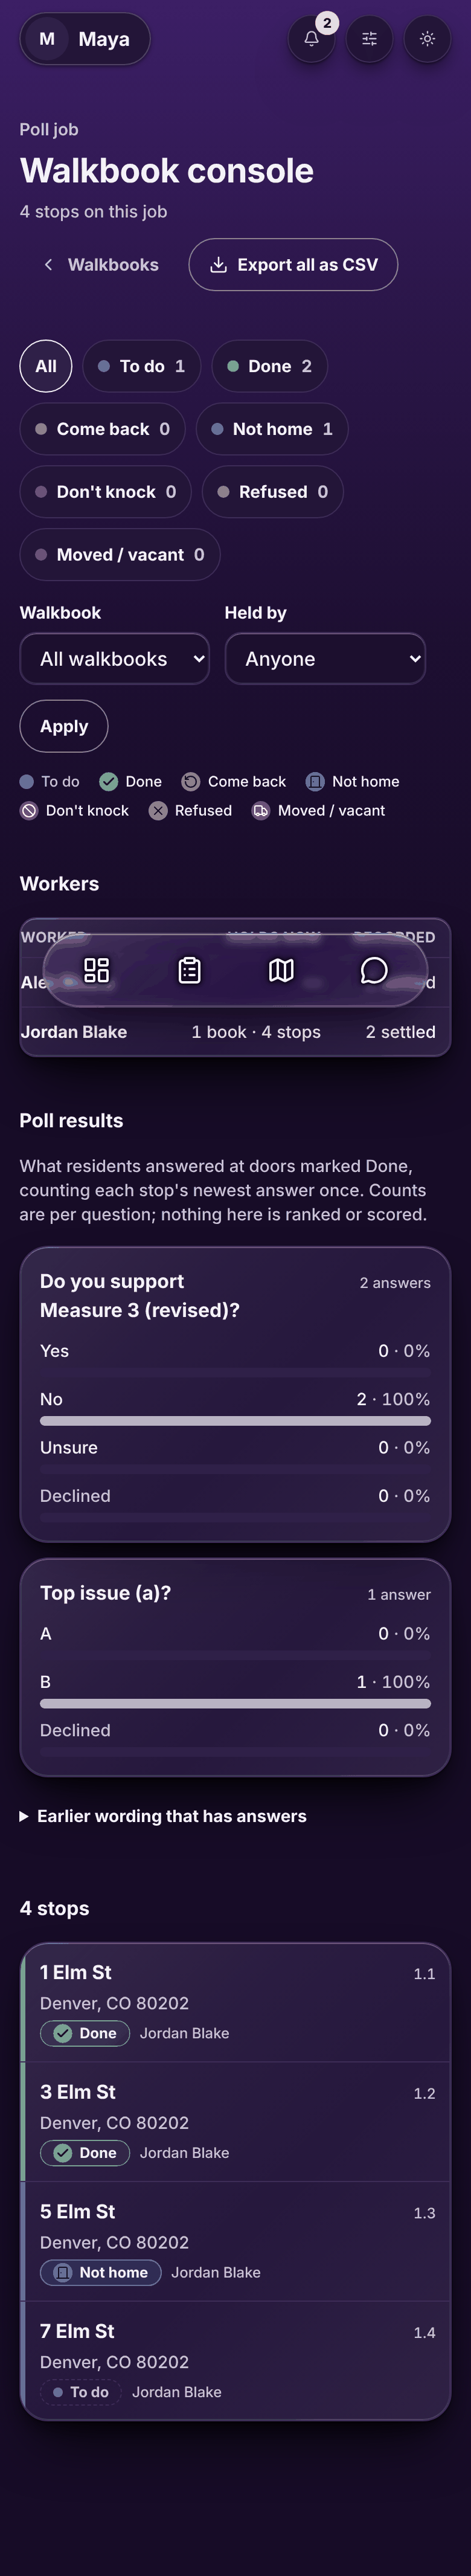 M Maya
2
Poll job
Walkbook console
4 stops on this job
Walkbooks
Export all as CSV
All
To do 1
Done 2
Come back 0
Not home 1
Don't knock 0
Refused 0
Moved / vacant 0
Walkbook
Held by
All walkbooks
Anyone
Apply
To do
Done
Come back
Not home
Don't knock
Refused
Moved / vacant
Workers
WORKER
Jordan Blake 1 book · 4 stops 2 settled
Poll results
What residents answered at doors marked Done,
counting each stop's newest answer once. Counts
are per question; nothing here is ranked or scored.
Do you support
Measure 3 (revised)?
2 answers
Yes 0 · 0%
No 2 · 100%
Unsure 0 · 0%
Declined 0 · 0%
Top issue (a)?
1 answer
A 0 · 0%
B 1 · 100%
Declined 0 · 0%
Earlier wording that has answers
4 stops
1 Elm St 1.1
Denver, CO 80202
Done Jordan Blake
3 Elm St 1.2
Denver, CO 80202
Done Jordan Blake
5 Elm St 1.3
Denver, CO 80202
Not home Jordan Blake
7 Elm St 1.4
Denver, CO 80202
To do Jordan Blake